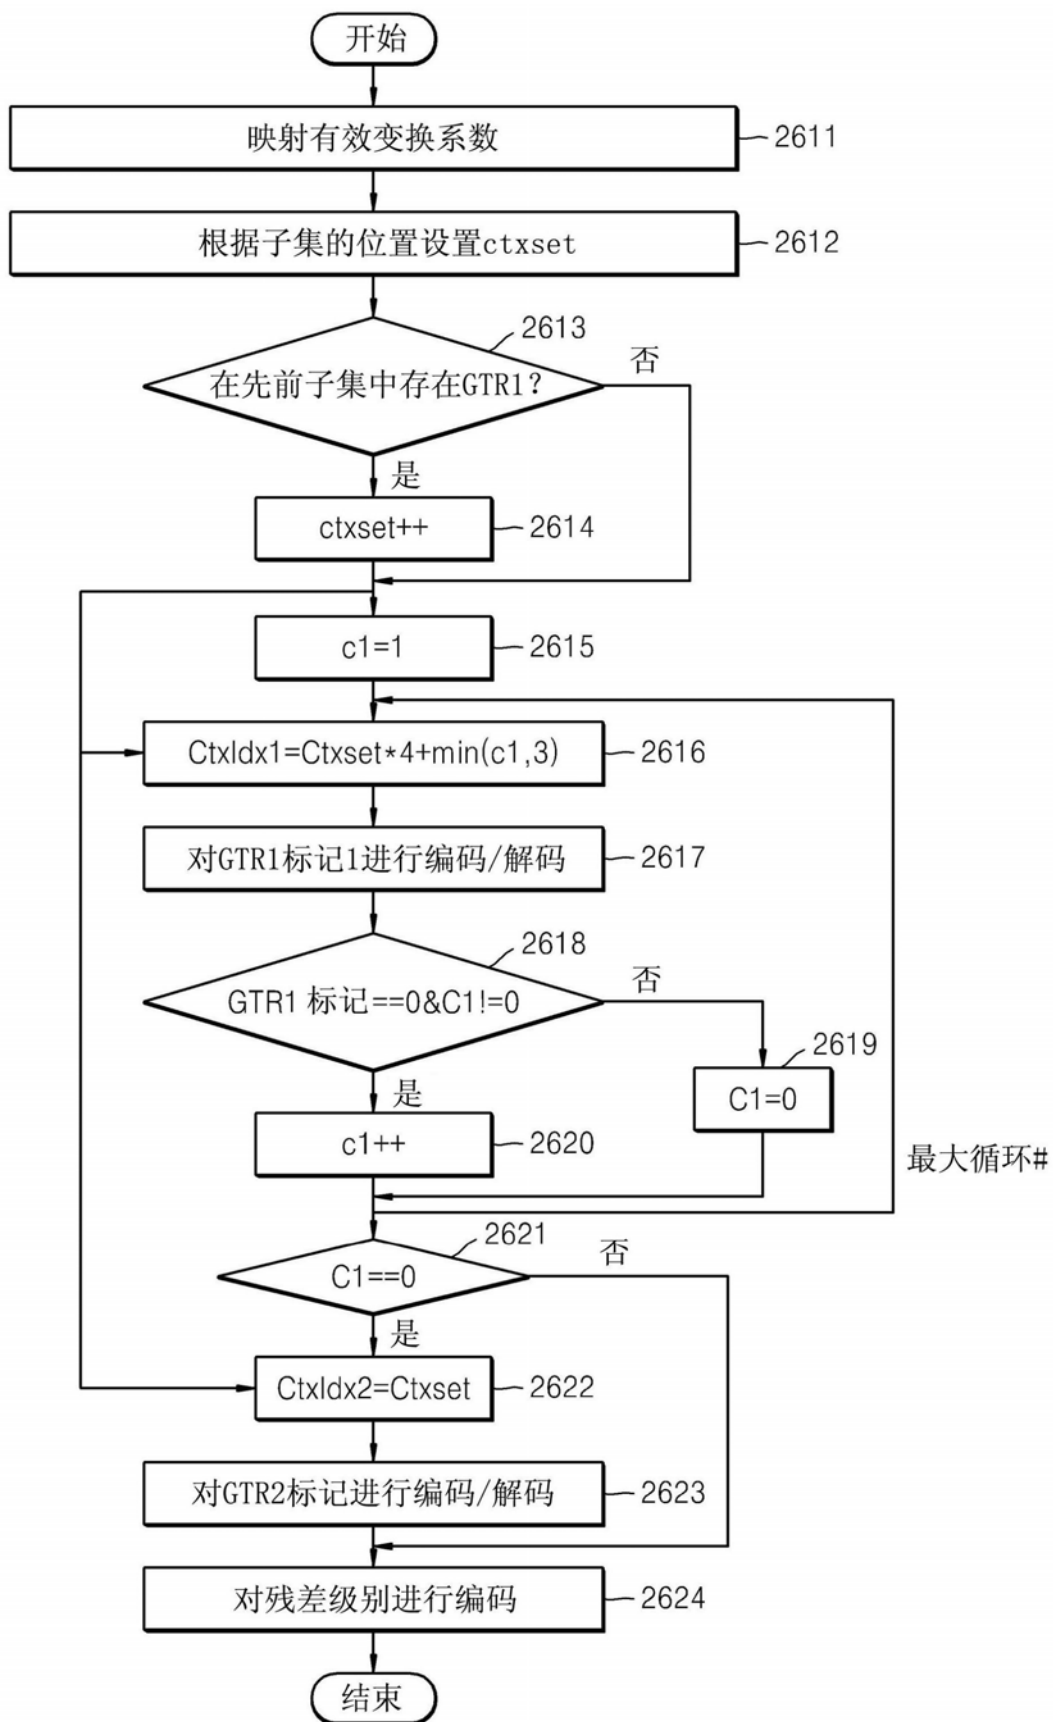 开始
映射有效变换系数
2611
根据子集的位置设置ctxset
2612
2613
在先前子集中存在GTR1?
否
是
ctxset++
2614
c1=1
2615
CtxIdx1=Ctxset*4+min(c1,3)
2616
对GTR1标记1进行编码/解码
2617
2618
GTR1 标记==0&C1!=0
否
2619
C1=0
是
c1++
2620
最大循环#
2621
C1==0
否
是
CtxIdx2=Ctxset
2622
对GTR2标记进行编码/解码
2623
对残差级别进行编码
2624
结束